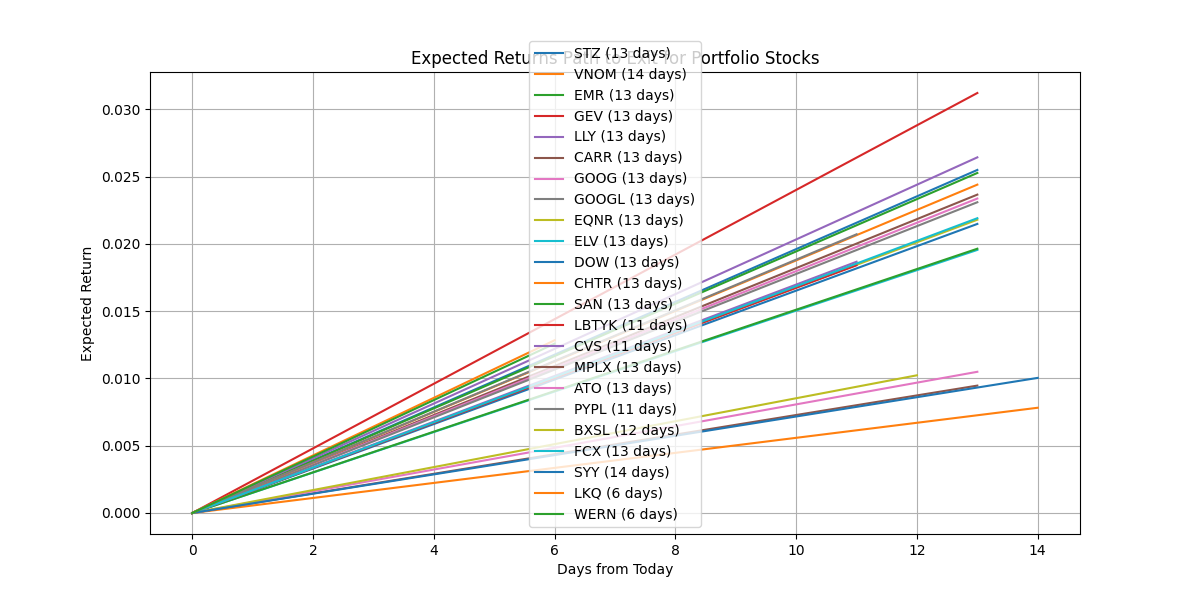 Expected Returns Path to Exit for Portfolio Stocks
STZ (13 days)
VNOM (14 days)
EMR (13 days)
GEV (13 days)
LLY (13 days)
CARR (13 days)
GOOG (13 days)
GOOGL (13 days)
EQNR (13 days)
ELV (13 days)
DOW (13 days)
CHTR (13 days)
SAN (13 days)
LBTYK (11 days)
CVS (11 days)
MPLX (13 days)
ATO (13 days)
PYPL (11 days)
BXSL (12 days)
FCX (13 days)
SYY (14 days)
LKQ (6 days)
WERN (6 days)
Expected Return
0.030
0.025
0.020
0.015
0.010
0.005
0.000
0 2 4 6 8 10 12 14
Days from Today